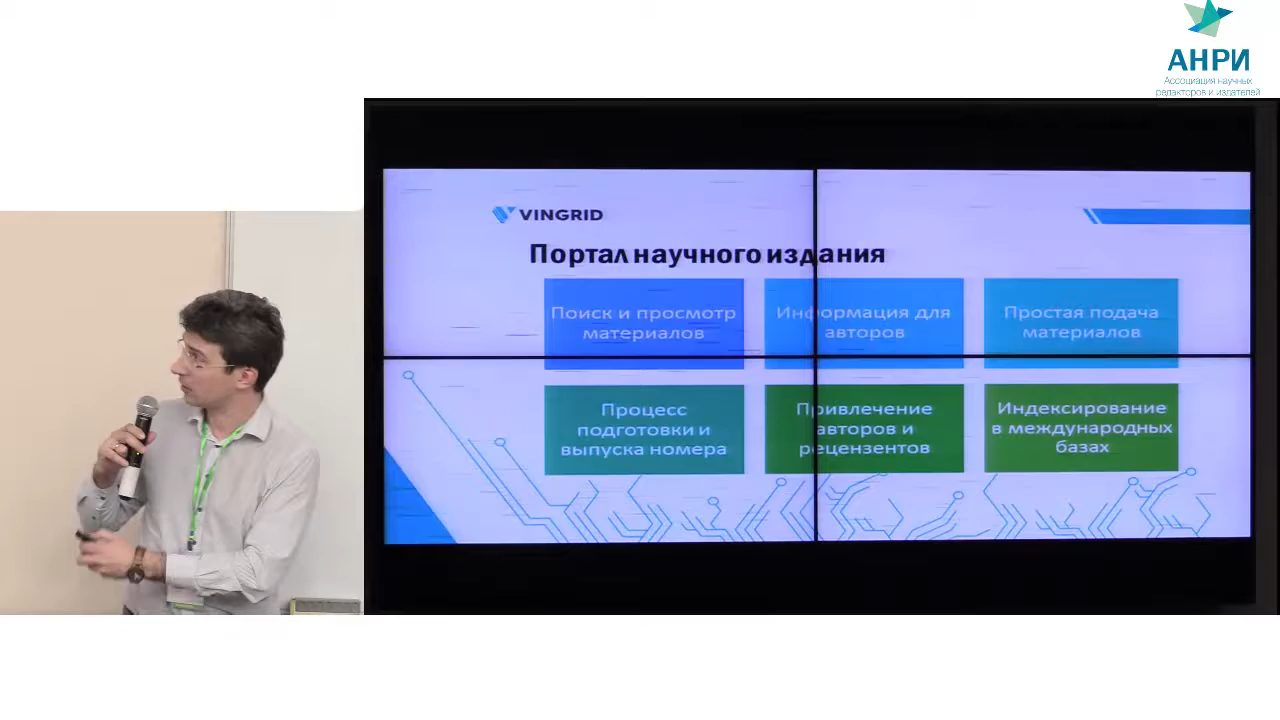 АНРИ
Ассоциация научных
редакторов и издателей
VINGRID
Портал научного издания
Поиск и просмотр
материалов
Информация для
авторов
Простая подача
материалов
Процесс
подготовки и
выпуска номера
Привлечение
авторов и
рецензентов
Индексирование
в международных
базах